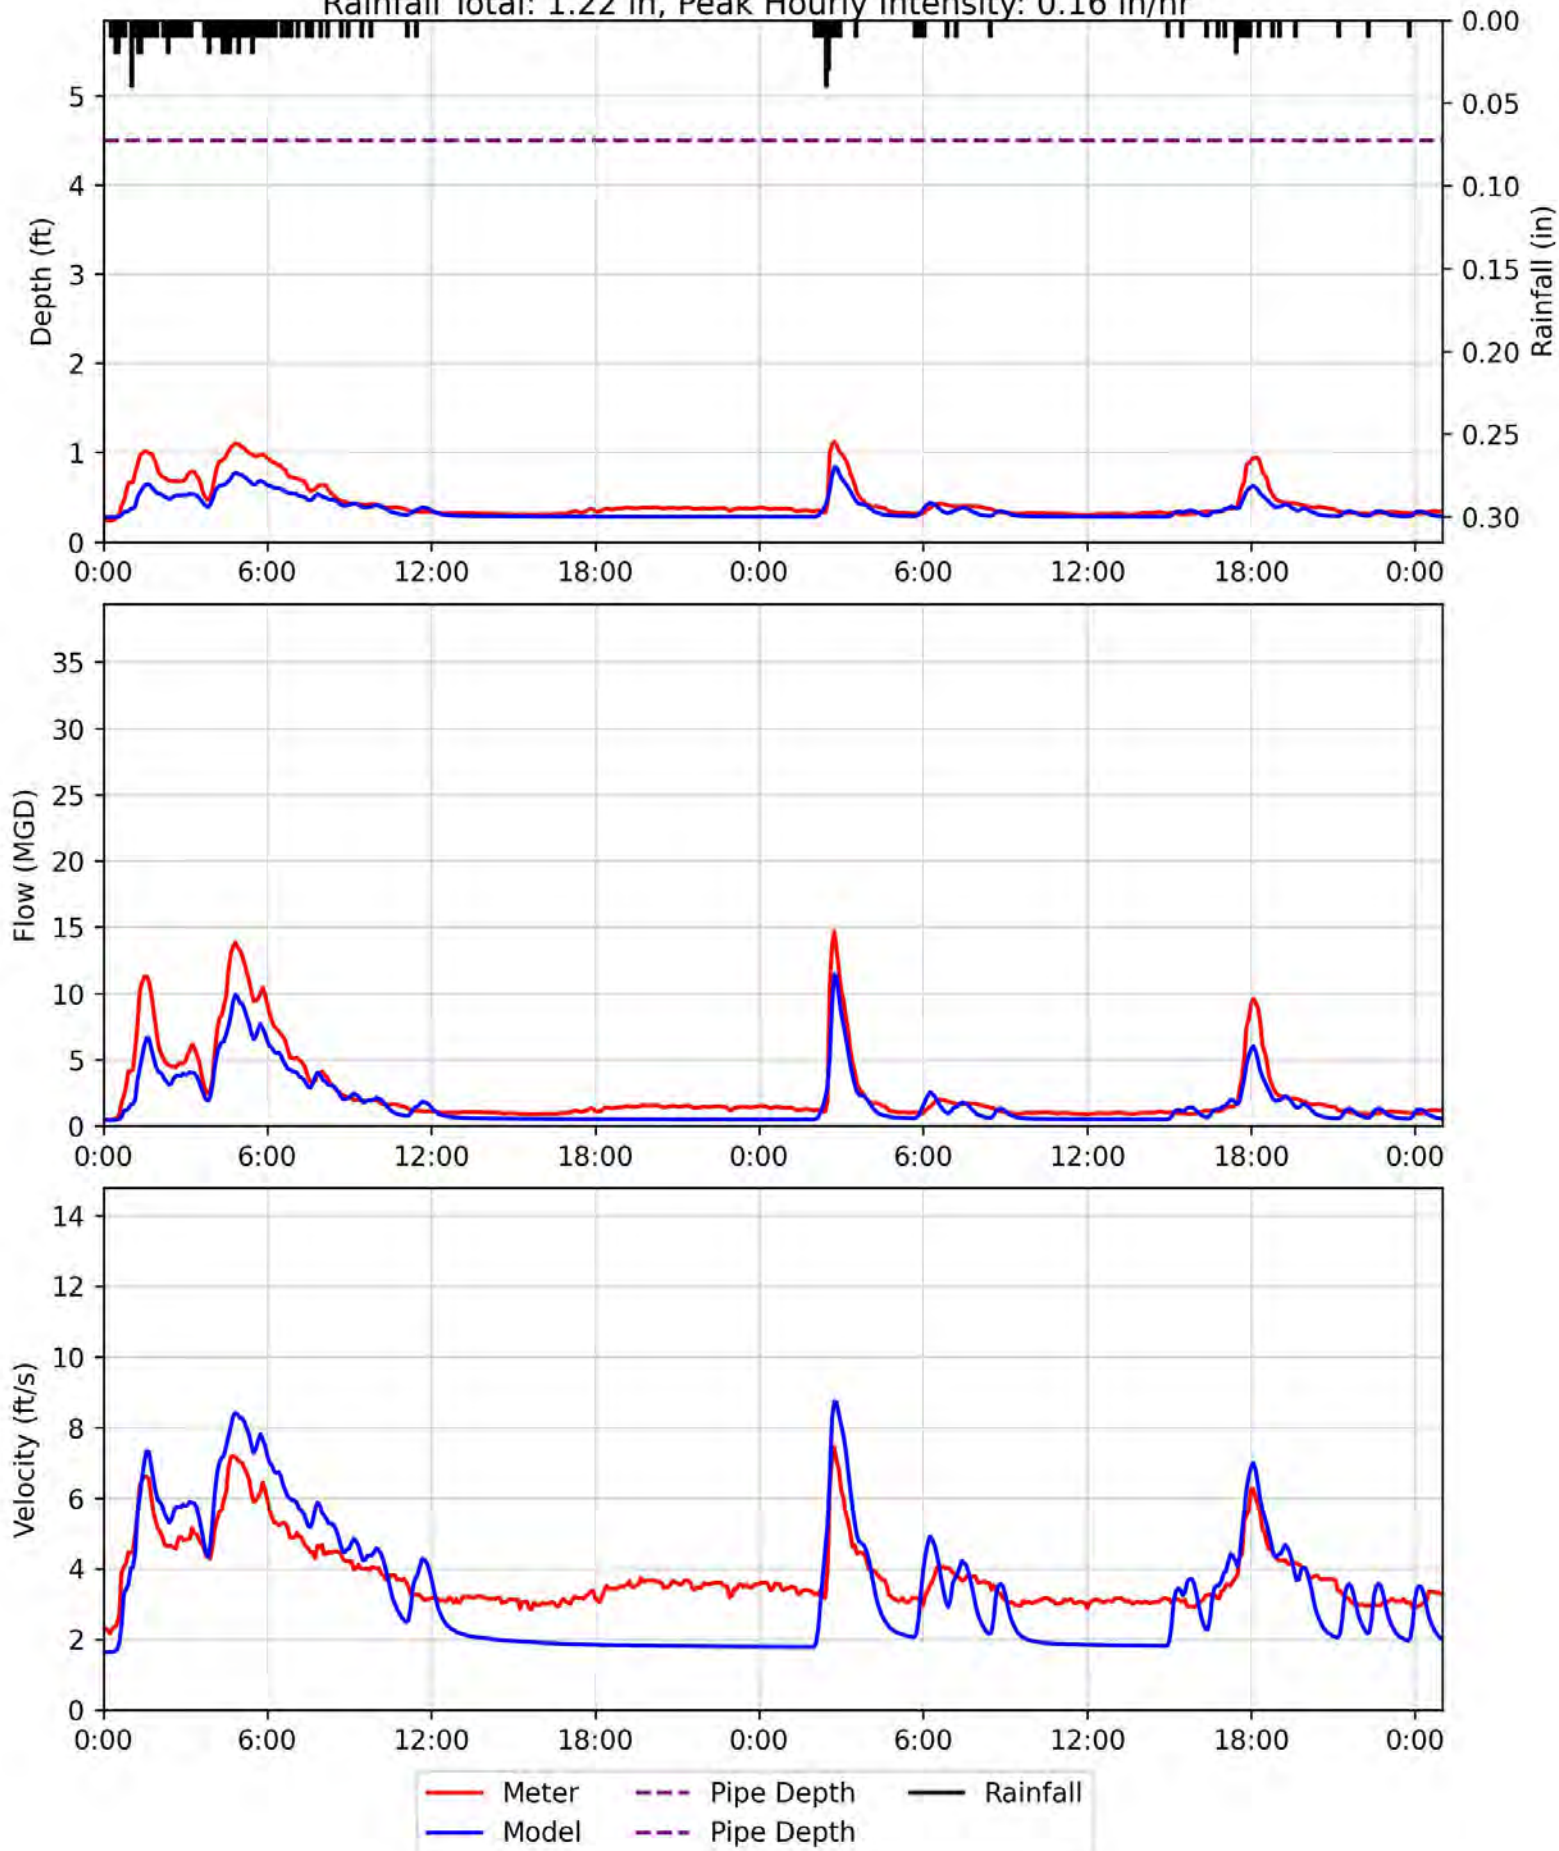 Rainfall Total: 1.22 in, Peak Hourly Intensity: 0.16 in/hr
Depth (ft)
5
4
3
2
1
0
0.00
0.05
0.10
0.15
0.20
0.25
0.30
Rainfall (in)
0:00 6:00 12:00 18:00 0:00 6:00 12:00 18:00 0:00
Flow (MGD)
35
30
25
20
15
10
5
0
0:00 6:00 12:00 18:00 0:00 6:00 12:00 18:00 0:00
Velocity (ft/s)
14
12
10
8
6
4
2
0
0:00 6:00 12:00 18:00 0:00 6:00 12:00 18:00 0:00
Meter Pipe Depth Rainfall
Model Pipe Depth